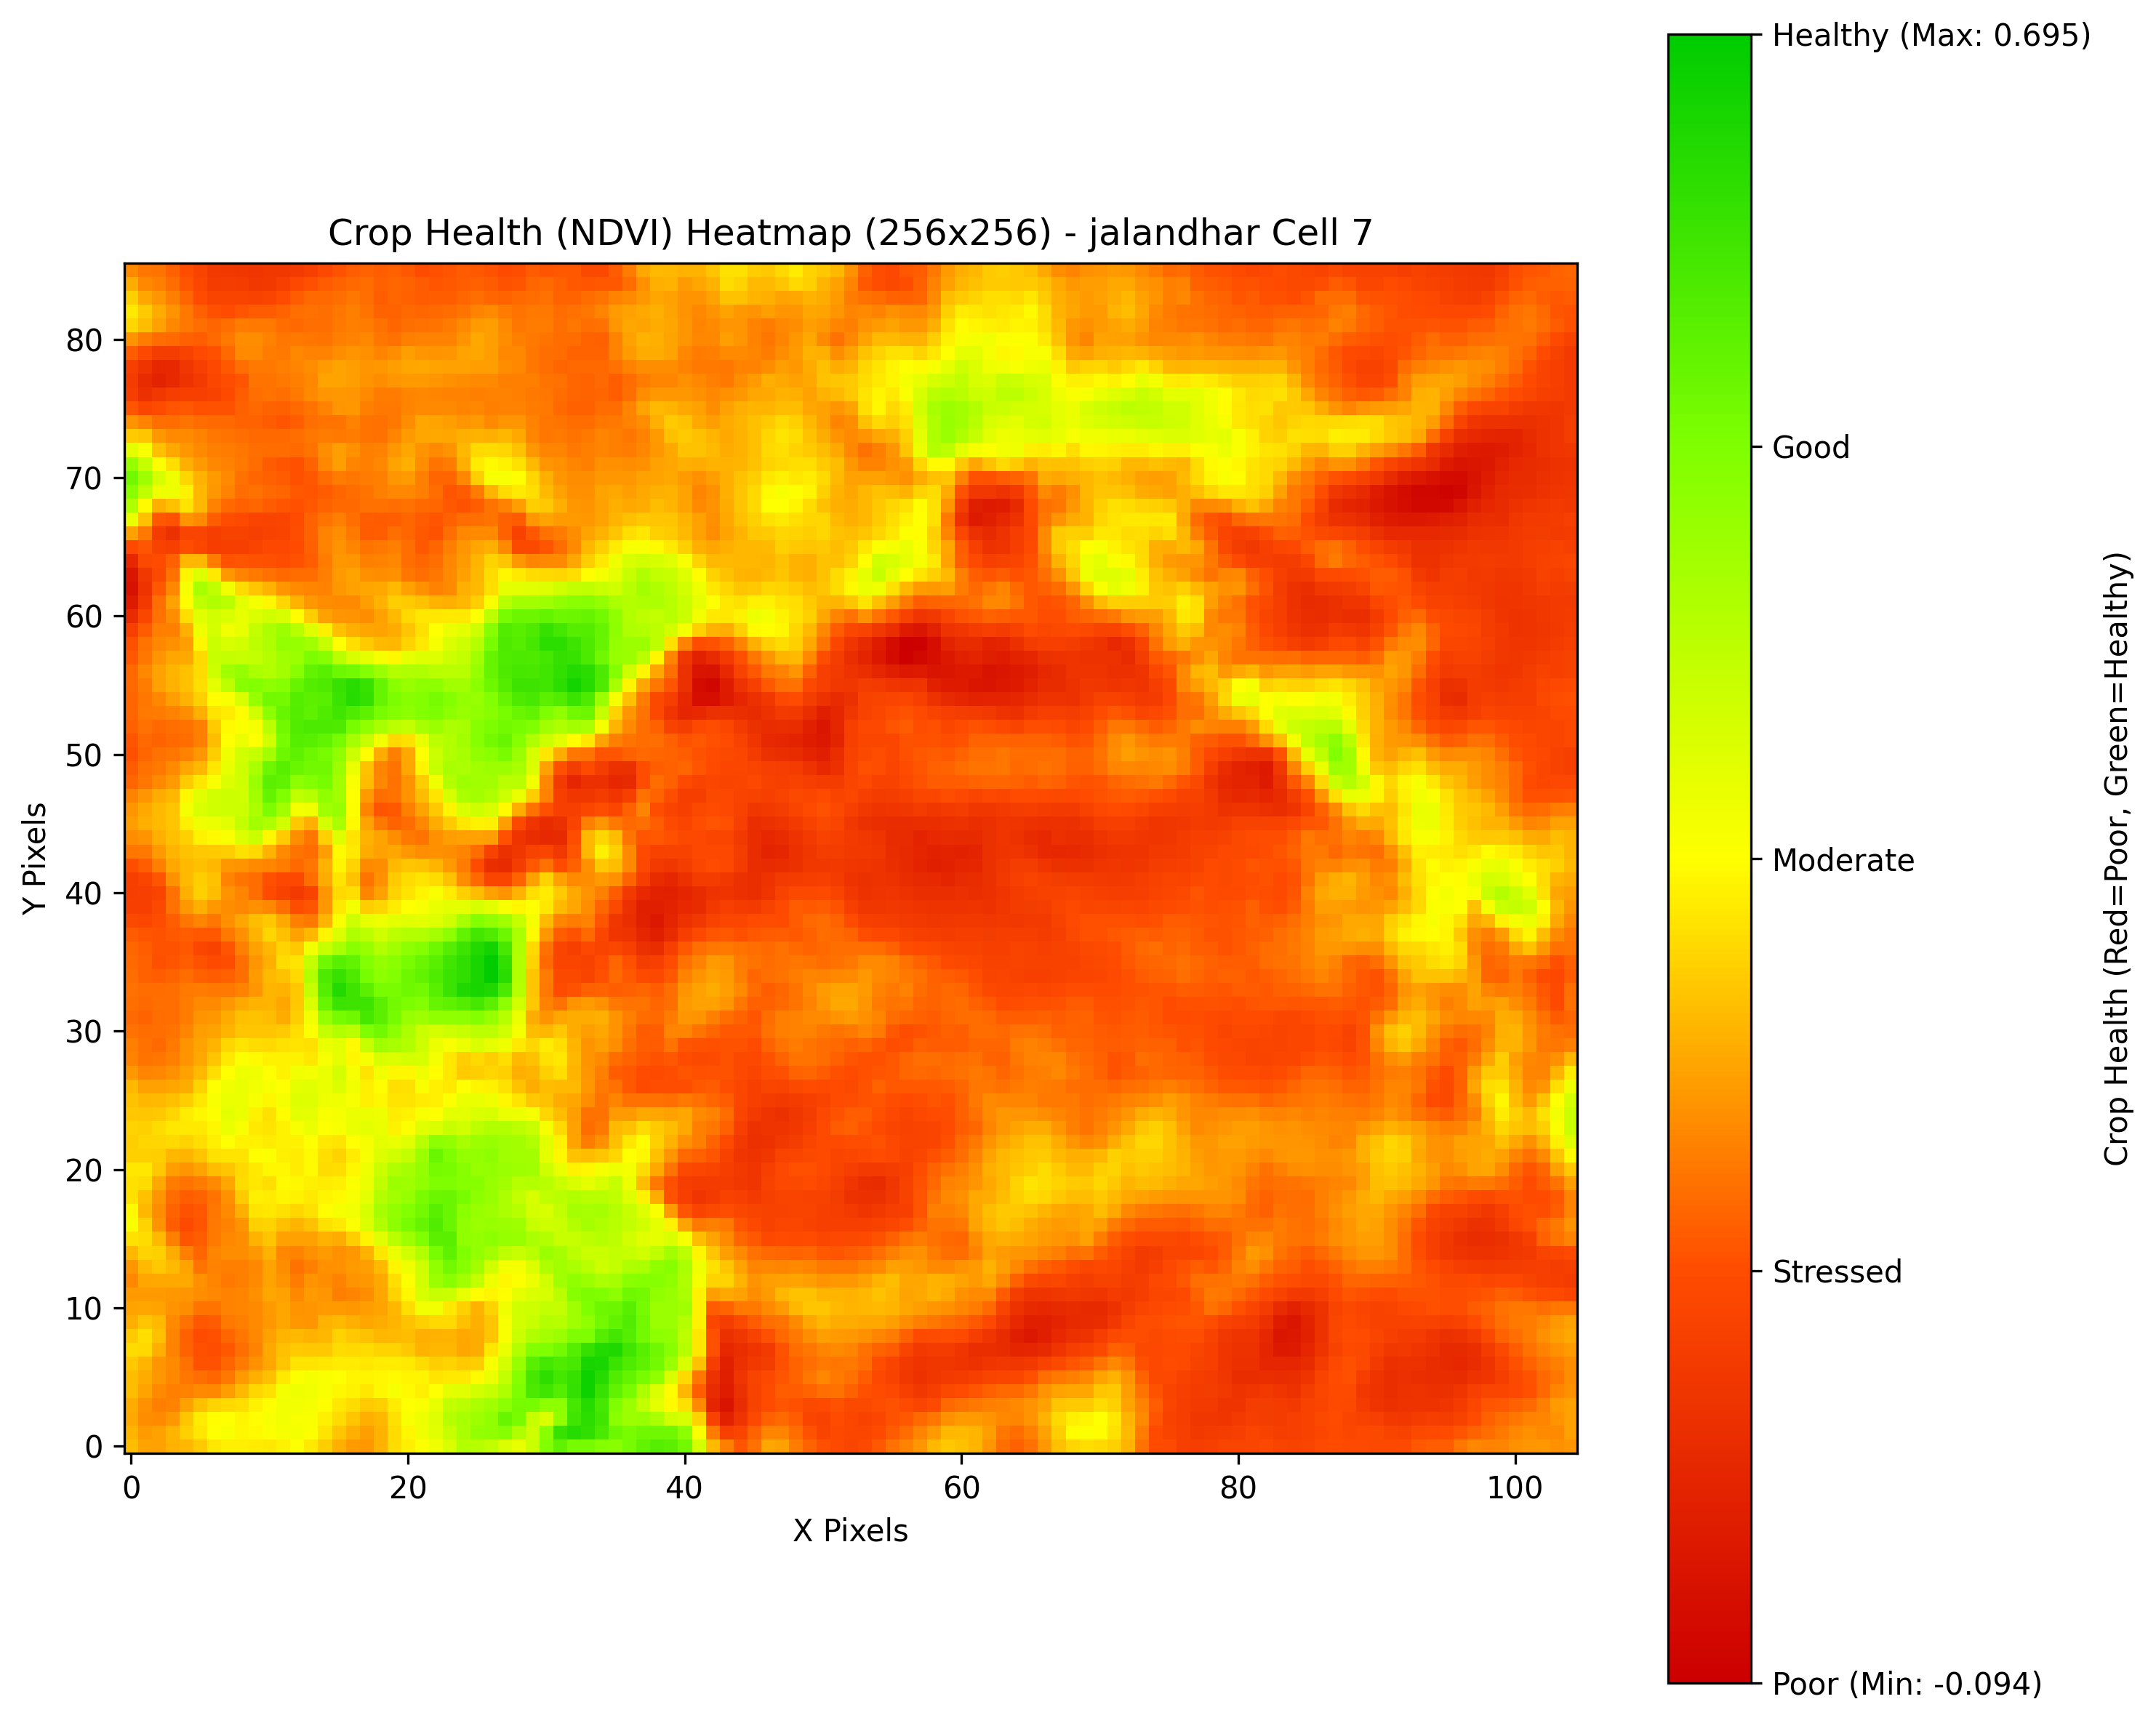 Crop Health (NDVI) Heatmap (256x256) - jalandhar Cell 7
80
70
60
50
40
30
20
10
0
Y Pixels
0 20 40 60 80 100
X Pixels
Healthy (Max: 0.695)
Good
Moderate
Stressed
Poor (Min: -0.094)
Crop Health (Red=Poor, Green=Healthy)